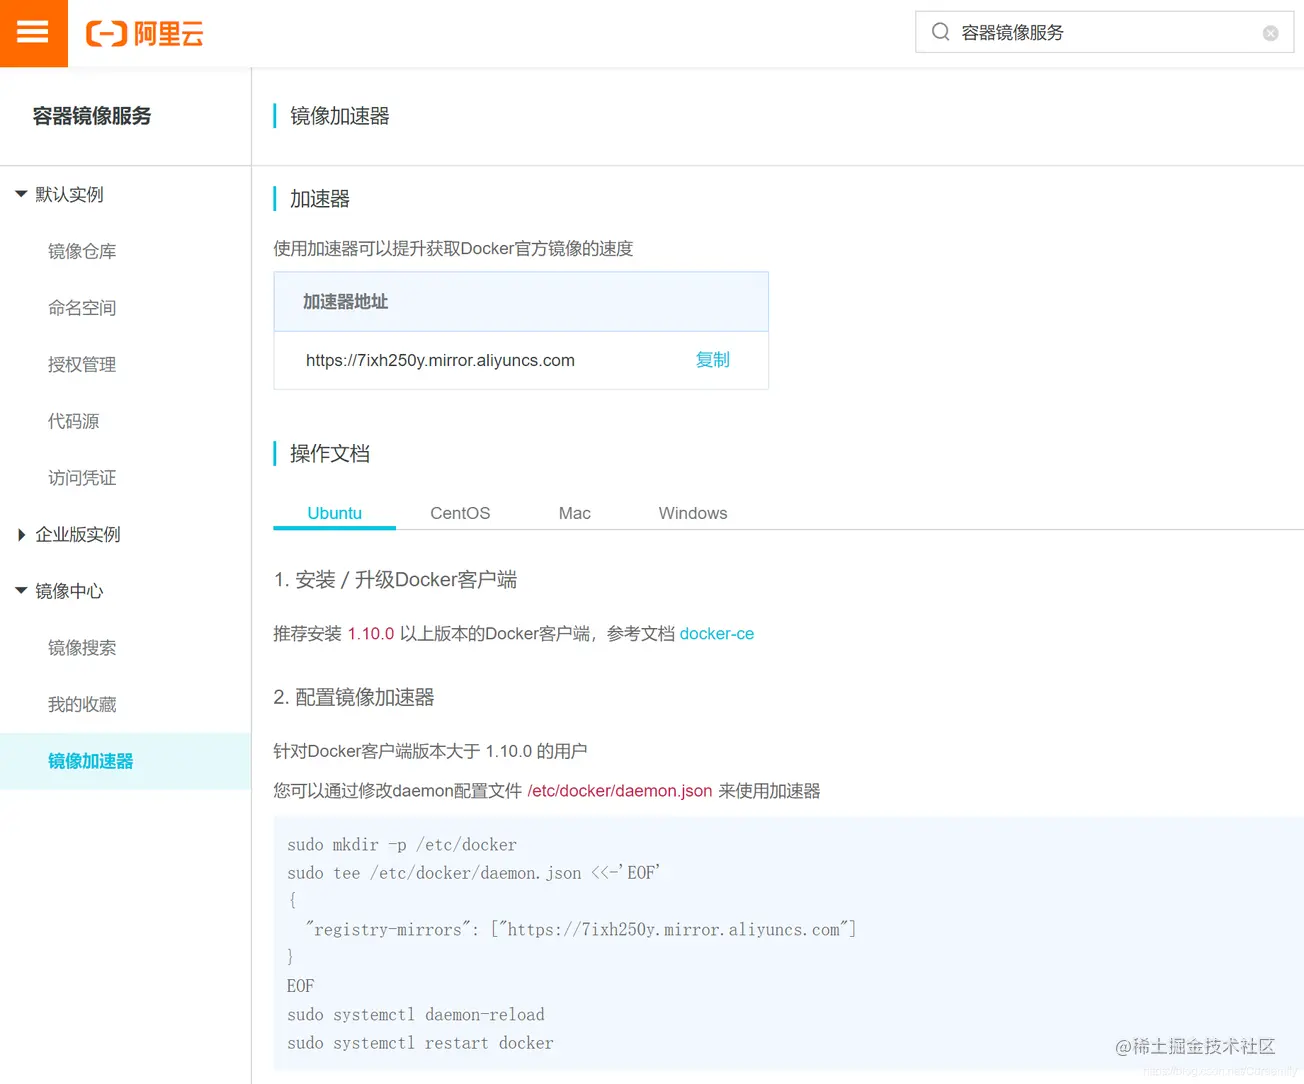 阿里云
容器镜像服务
容器镜像服务
镜像加速器
默认实例
镜像仓库
命名空间
授权管理
代码源
访问凭证
企业版实例
镜像中心
镜像搜索
我的收藏
镜像加速器
加速器
使用加速器可以提升获取Docker官方镜像的速度
加速器地址
https://7ixh250y.mirror.aliyuncs.com 复制
操作文档
Ubuntu CentOS Mac Windows
1. 安装 / 升级Docker客户端
推荐安装 1.10.0 以上版本的Docker客户端，参考文档 docker-ce
2. 配置镜像加速器
针对Docker客户端版本大于 1.10.0 的用户
您可以通过修改daemon配置文件 /etc/docker/daemon.json 来使用加速器
sudo mkdir -p /etc/docker
sudo tee /etc/docker/daemon.json <<-'EOF'
{
"registry-mirrors": ["https://7ixh250y.mirror.aliyuncs.com"]
}
EOF
sudo systemctl daemon-reload
sudo systemctl restart docker
@稀土掘金技术社区